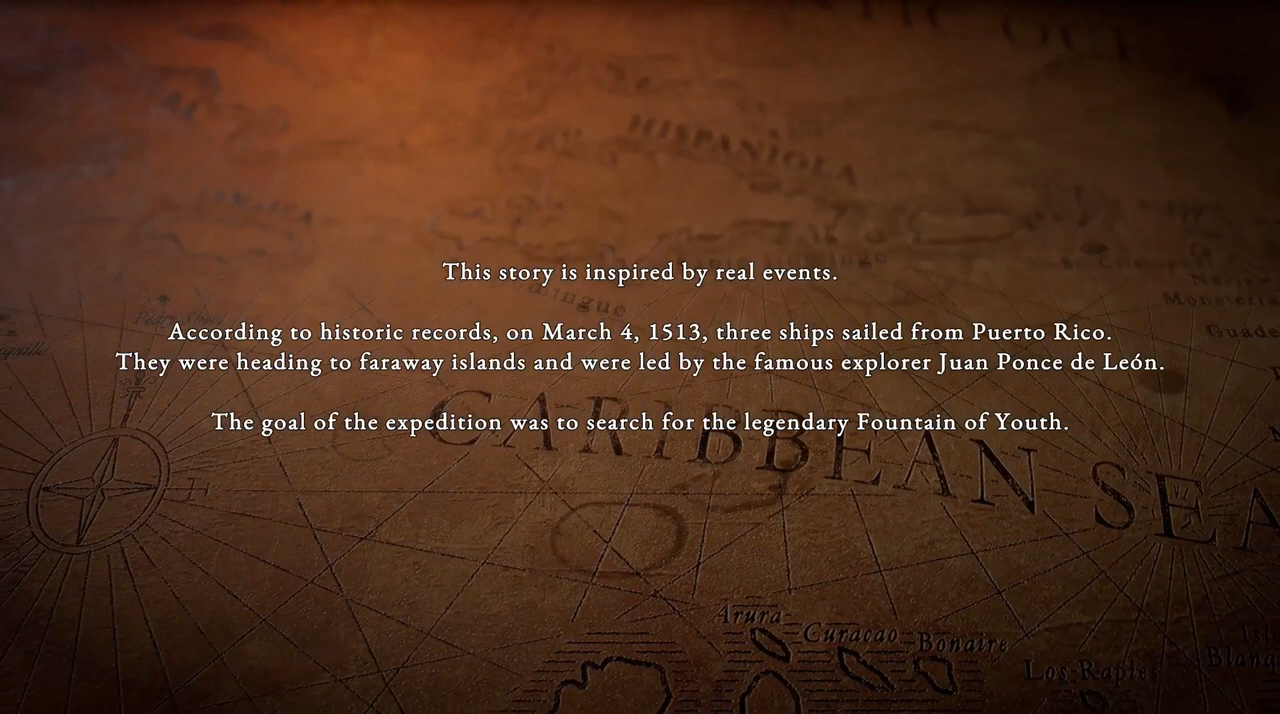 HISPANIOLA
This story is inspired by real events.
According to historic records, on March 4, 1513, three ships sailed from Puerto Rico.
They were heading to faraway islands and were led by the famous explorer Juan Ponce de León.
The goal of the expedition was to search for the legendary Fountain of Youth.
CARIBBEAN SEA
Arura
Curacao
Bonaire